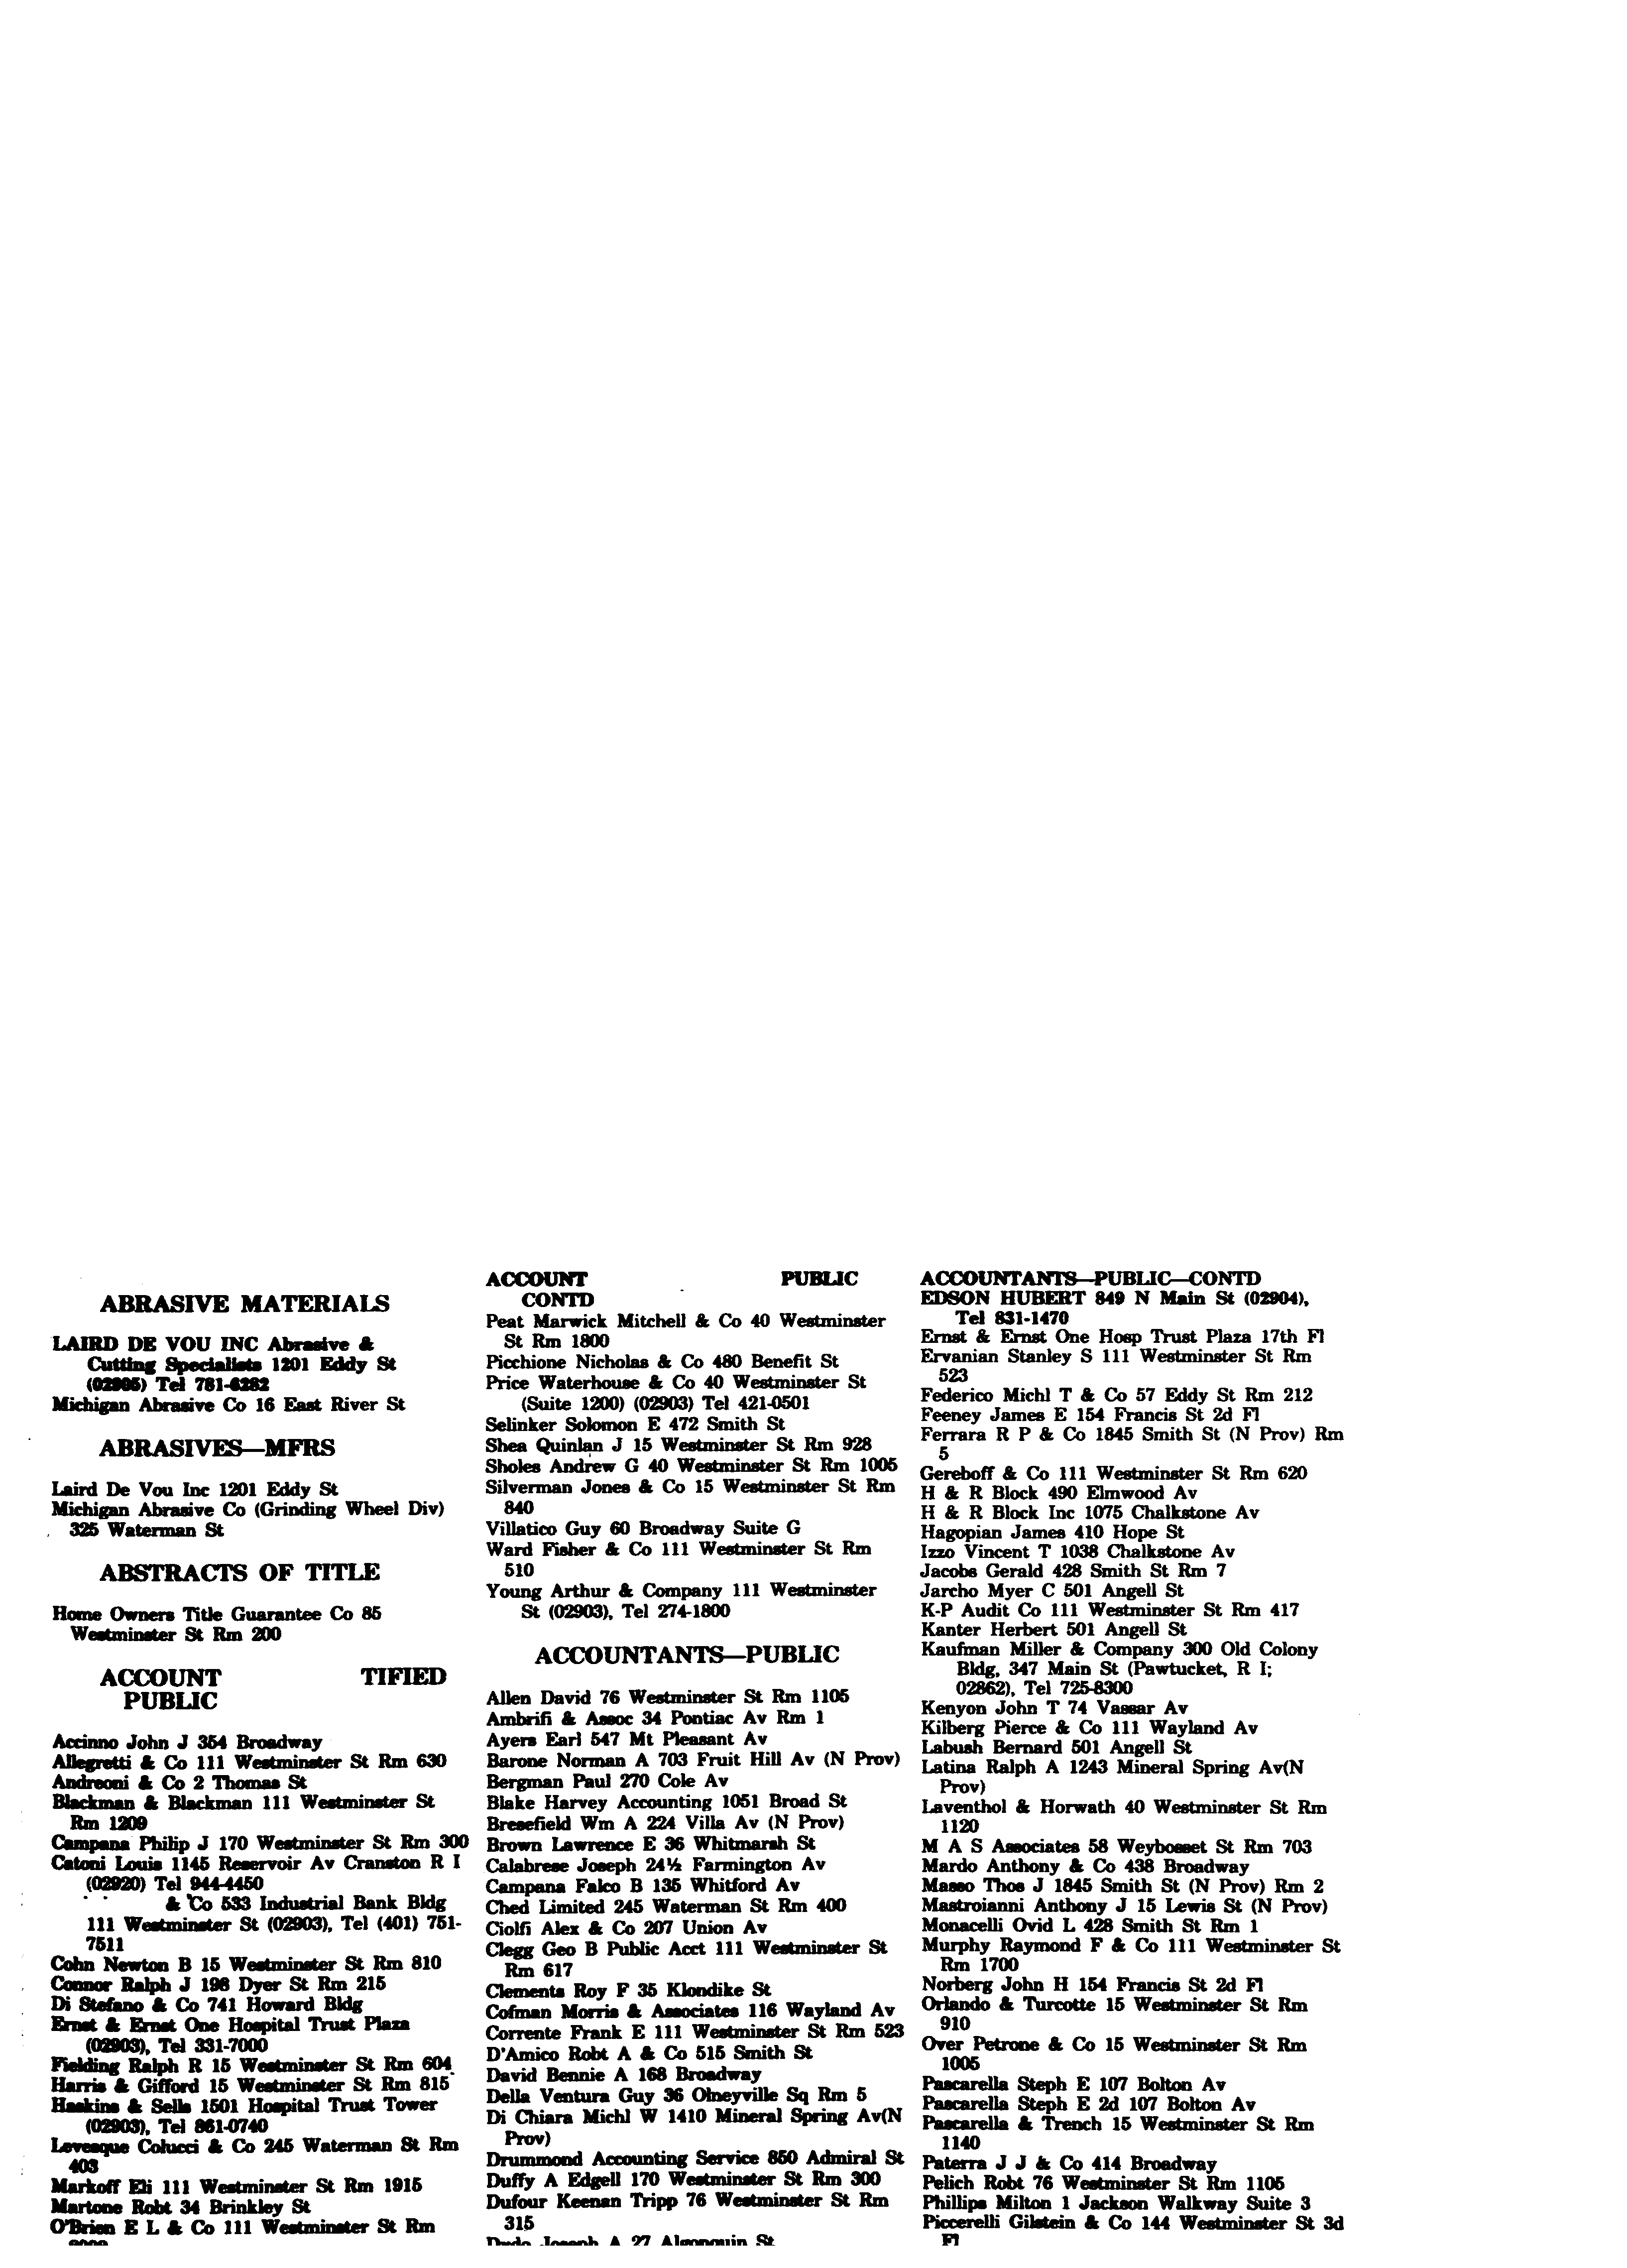 ABRASIVE MATERIALS
LAIRD DE VOU INC Abrasive &
Cutting Specialists 1201 Eddy St
(02905) Tel 781-6282
Michigan Abrasive Co 16 East River St
ABRASIVES—MFRS
Laird De Vou Inc 1201 Eddy St
Michigan Abrasive Co (Grinding Wheel Div)
325 Waterman St
ABSTRACTS OF TITLE
Home Owners Title Guarantee Co 85
Westminster St Rm 200
ACCOUNT TIFIED
PUBLIC
Accinno John J 354 Broadway
Allegretti & Co 111 Westminster St Rm 630
Andreoni & Co 2 Thomas St
Blackman & Blackman 111 Westminster St
Rm 1209
Campana Philip J 170 Westminster St Rm 300
Catoni Louis 1145 Reservoir Av Cranston R I
(02920) Tel 944-4450
& Co 533 Industrial Bank Bldg
111 Westminster St (02903), Tel (401) 751-
7511
Cohn Newton B 15 Westminster St Rm 810
Connor Ralph J 198 Dyer St Rm 215
Di Stefano & Co 741 Howard Bldg
Ernst & Ernst One Hospital Trust Plaza
(02903), Tel 331-7000
Fielding Ralph R 15 Westminster St Rm 604
Harris & Gifford 15 Westminster St Rm 815
Haskins & Sells 1501 Hospital Trust Tower
(02903), Tel 861-0740
Levesque Colucci & Co 245 Waterman St Rm
403
Markoff Eli 111 Westminster St Rm 1915
Martone Robt 34 Brinkley St
O'Brien E L & Co 111 Westminster St Rm
ACCOUNT PUBLIC
CONTD
Peat Marwick Mitchell & Co 40 Westminster
St Rm 1800
Picchione Nicholas & Co 480 Benefit St
Price Waterhouse & Co 40 Westminster St
(Suite 1200) (02903) Tel 421-0501
Selinker Solomon E 472 Smith St
Shea Quinlan J 15 Westminster St Rm 928
Sholes Andrew G 40 Westminster St Rm 1005
Silverman Jones & Co 15 Westminster St Rm
840
Villatico Guy 60 Broadway Suite G
Ward Fisher & Co 111 Westminster St Rm
510
Young Arthur & Company 111 Westminster
St (02903), Tel 274-1800
ACCOUNTANTS—PUBLIC
Allen David 76 Westminster St Rm 1105
Ambrifi & Assoc 34 Pontiac Av Rm 1
Ayers Earl 547 Mt Pleasant Av
Barone Norman A 703 Fruit Hill Av (N Prov)
Bergman Paul 270 Cole Av
Blake Harvey Accounting 1051 Broad St
Bresefield Wm A 224 Villa Av (N Prov)
Brown Lawrence E 36 Whitmarsh St
Calabrese Joseph 24½ Farmington Av
Campana Falco B 135 Whitford Av
Ched Limited 245 Waterman St Rm 400
Ciolfi Alex & Co 207 Union Av
Clegg Geo B Public Acct 111 Westminster St
Rm 617
Clements Roy F 35 Klondike St
Cofman Morris & Associates 116 Wayland Av
Corrente Frank E 111 Westminster St Rm 523
D'Amico Robt A & Co 515 Smith St
David Bennie A 168 Broadway
Della Ventura Guy 36 Olneyville Sq Rm 5
Di Chiara Michl W 1410 Mineral Spring Av(N
Prov)
Drummond Accounting Service 850 Admiral St
Duffy A Edgell 170 Westminster St Rm 300
Dufour Keenan Tripp 76 Westminster St Rm
315
Joseph A 27 Algonquin St
ACCOUNTANTS—PUBLIC—CONTD
EDSON HUBERT 849 N Main St (02904),
Tel 831-1470
Ernst & Ernst One Hosp Trust Plaza 17th Fl
Ervanian Stanley S 111 Westminster St Rm
523
Federico Michl T & Co 57 Eddy St Rm 212
Feeney James E 154 Francis St 2d Fl
Ferrara R P & Co 1845 Smith St (N Prov) Rm
5
Gereboff & Co 111 Westminster St Rm 620
H & R Block 490 Elmwood Av
H & R Block Inc 1075 Chalkstone Av
Hagopian James 410 Hope St
Izzo Vincent T 1038 Chalkstone Av
Jacobs Gerald 428 Smith St Rm 7
Jarcho Myer C 501 Angell St
K-P Audit Co 111 Westminster St Rm 417
Kanter Herbert 501 Angell St
Kaufman Miller & Company 300 Old Colony
Bldg, 347 Main St (Pawtucket, R I;
02862), Tel 725-8300
Kenyon John T 74 Vassar Av
Kilberg Pierce & Co 111 Wayland Av
Labush Bernard 501 Angell St
Latina Ralph A 1243 Mineral Spring Av(N
Prov)
Laventhol & Horwath 40 Westminster St Rm
1120
M A S Associates 58 Weybosset St Rm 703
Mardo Anthony & Co 438 Broadway
Masso Thos J 1845 Smith St (N Prov) Rm 2
Mastroianni Anthony J 15 Lewis St (N Prov)
Monacelli Ovid L 428 Smith St Rm 1
Murphy Raymond F & Co 111 Westminster St
Rm 1700
Norberg John H 154 Francis St 2d Fl
Orlando & Turcotte 15 Westminster St Rm
910
Over Petrone & Co 15 Westminster St Rm
1005
Pascarella Steph E 107 Bolton Av
Pascarella Steph E 2d 107 Bolton Av
Pascarella & Trench 15 Westminster St Rm
1140
Paterra J J & Co 414 Broadway
Pelich Robt 76 Westminster St Rm 1105
Phillips Milton 1 Jackson Walkway Suite 3
Piccerelli Gilstein & Co 144 Westminster St 3d
Fl